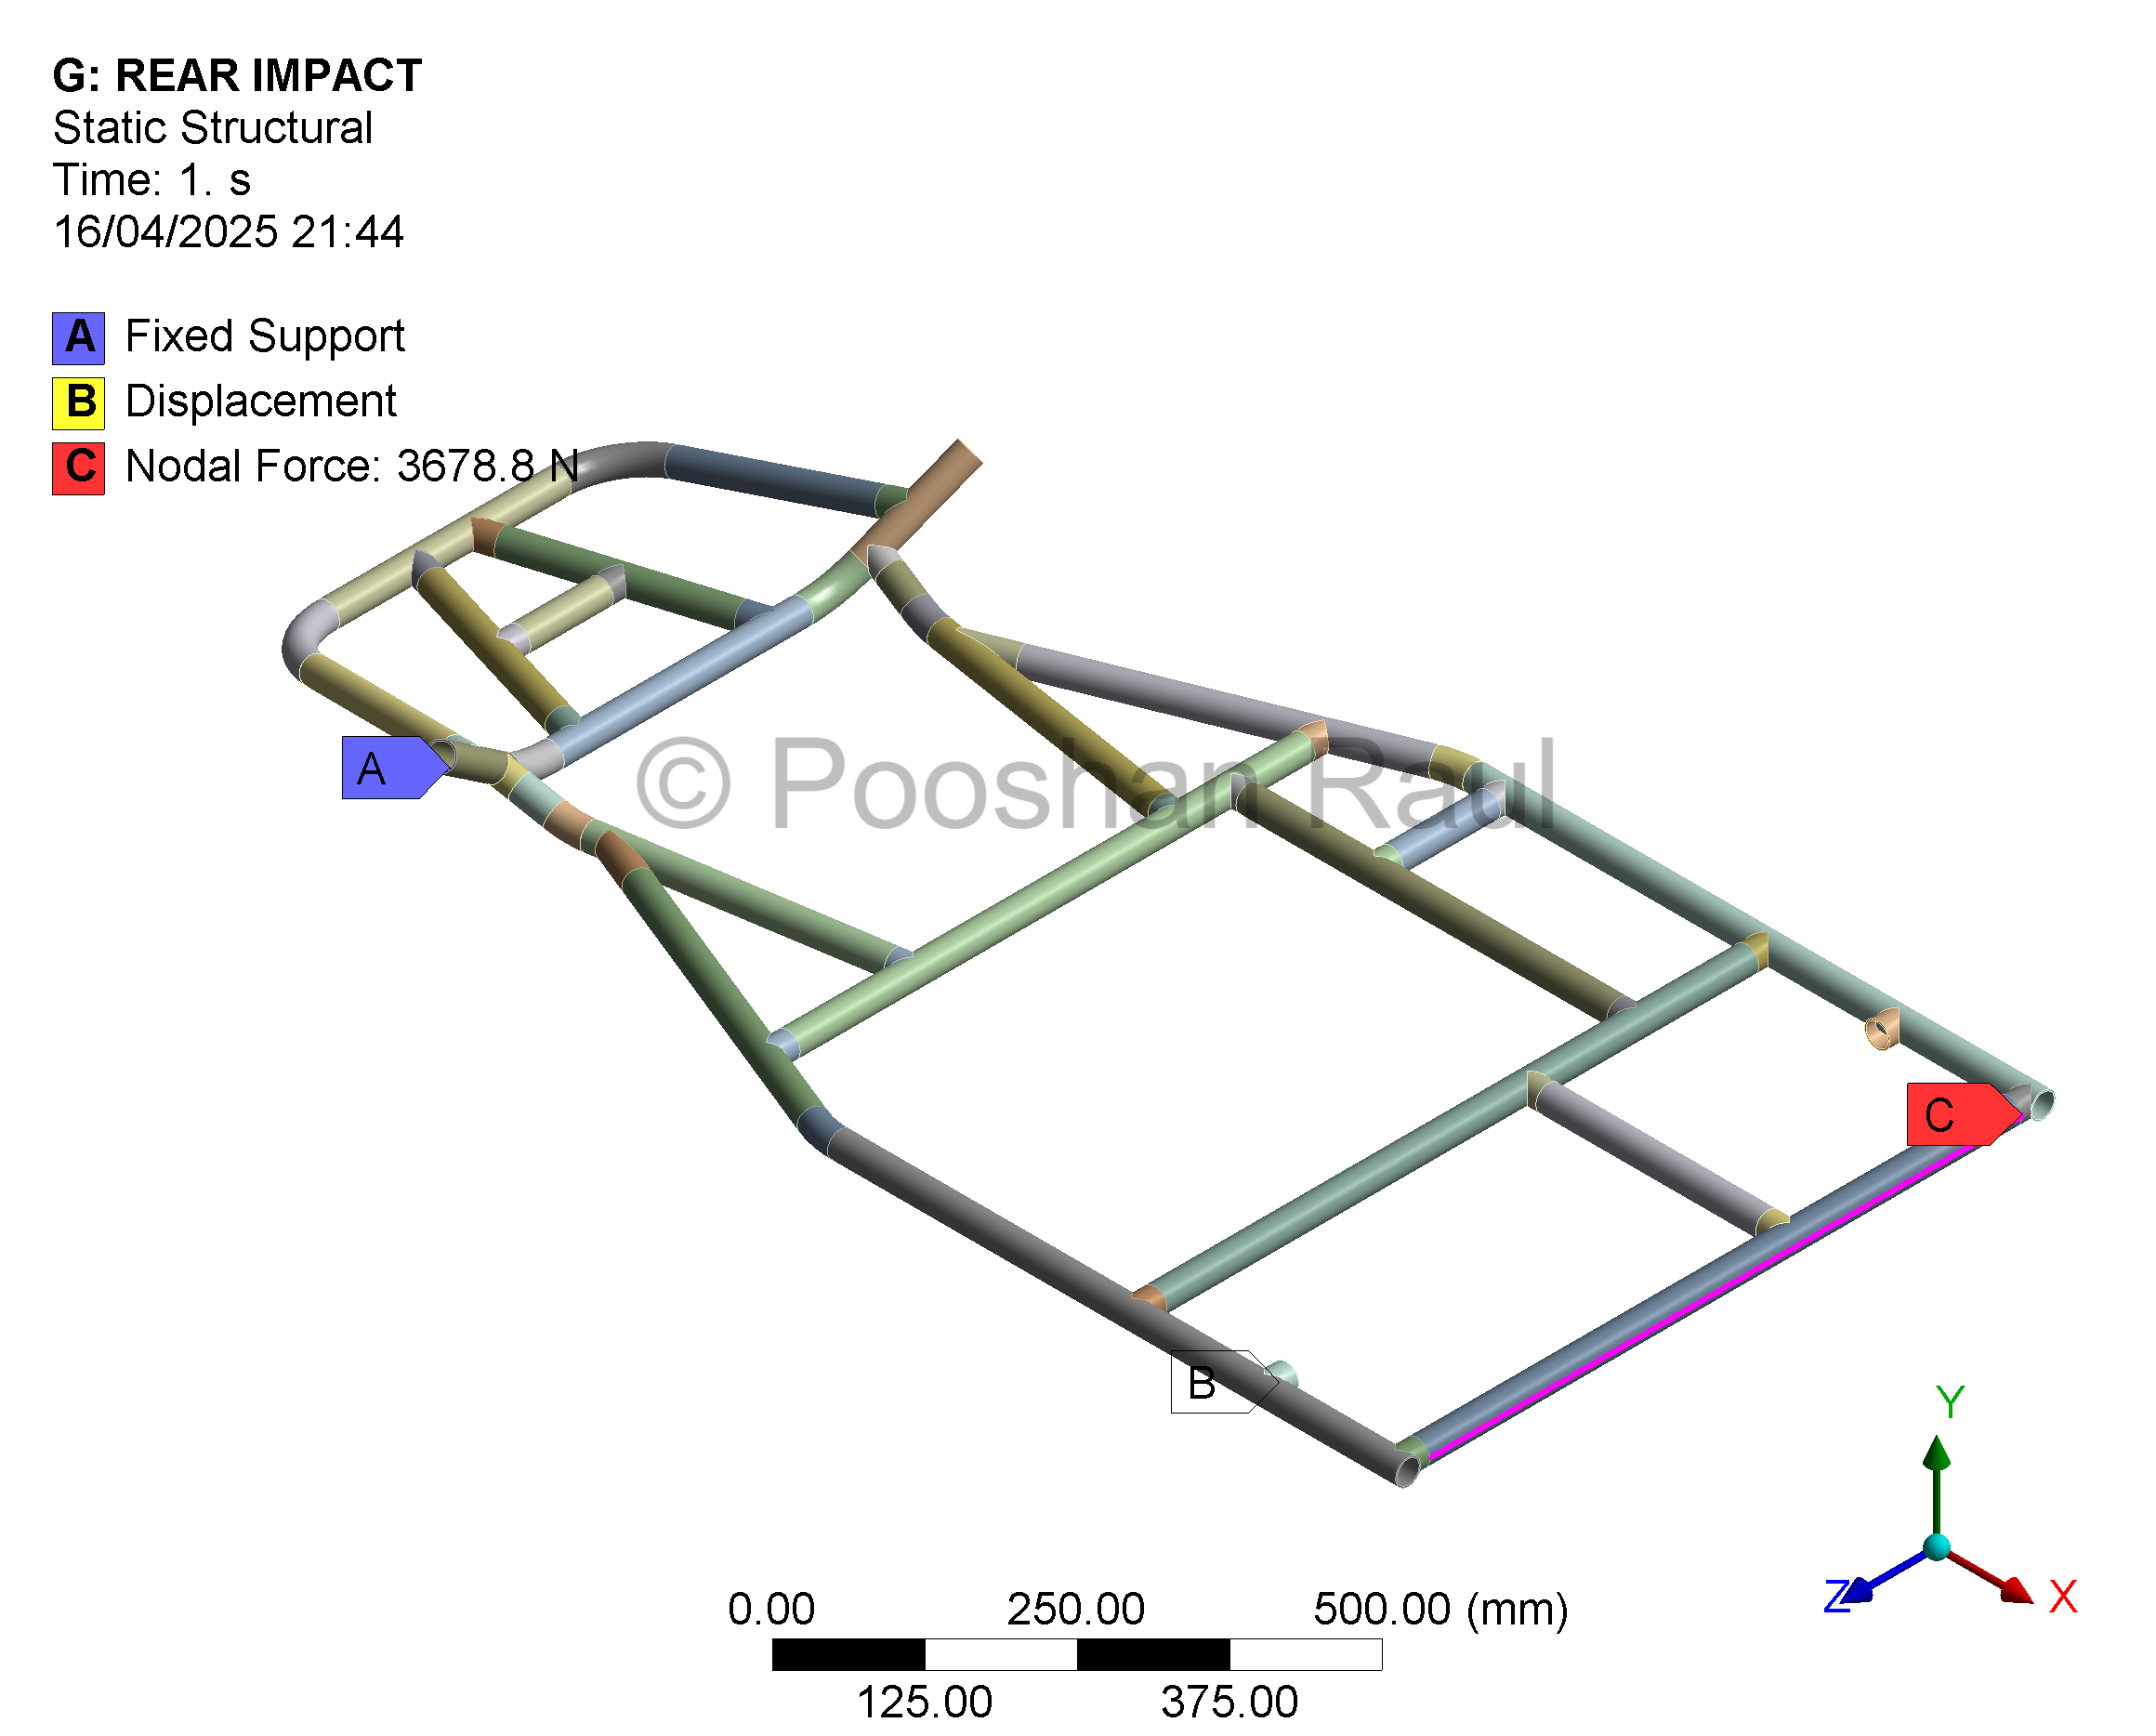 G: REAR IMPACT
Static Structural
Time: 1. s
16/04/2025 21:44
A Fixed Support
B Displacement
C Nodal Force: 3678.8 N
A
© Pooshan Raul
C
B
Y
Z X
0.00 250.00 500.00 (mm)
125.00 375.00